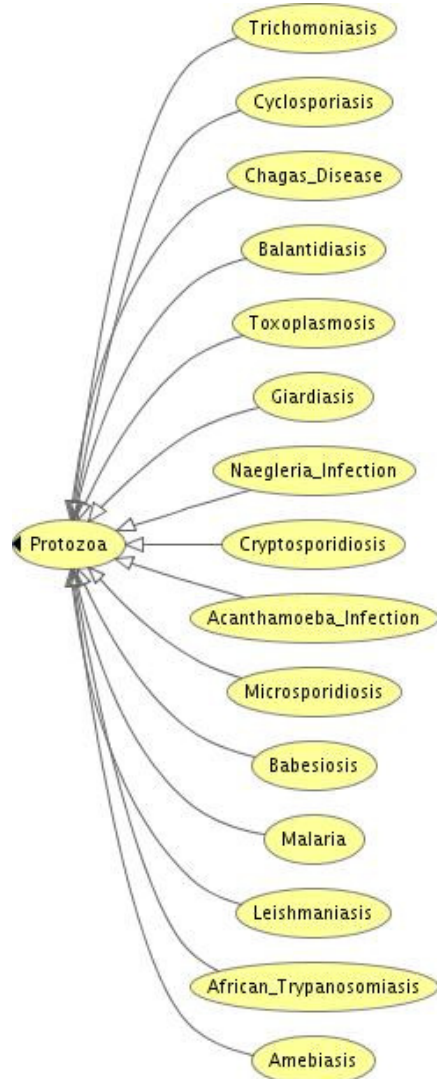 Trichomoniasis
Cyclosporiasis
Chagas_Disease
Balantidiasis
Toxoplasmosis
Giardiasis
Naegleria_Infection
Protozoa
Cryptosporidiosis
Acanthamoeba_Infection
Microsporidiosis
Babesiosis
Malaria
Leishmaniasis
African_Trypanosomiasis
Amebiasis